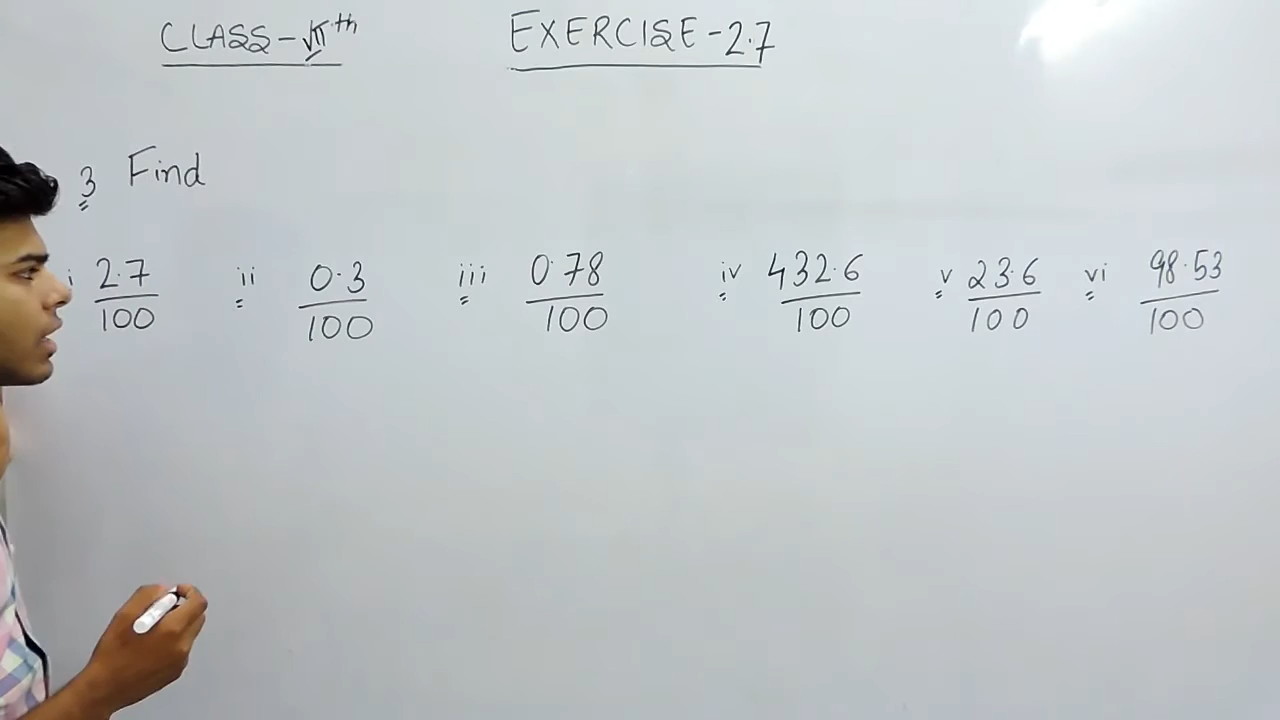 CLASS-VIIth EXERCISE-2.7
3 Find
i 2.7/100 ii 0.3/100 iii 0.78/100 iv 432.6/100 v 23.6/100 vi 98.53/100